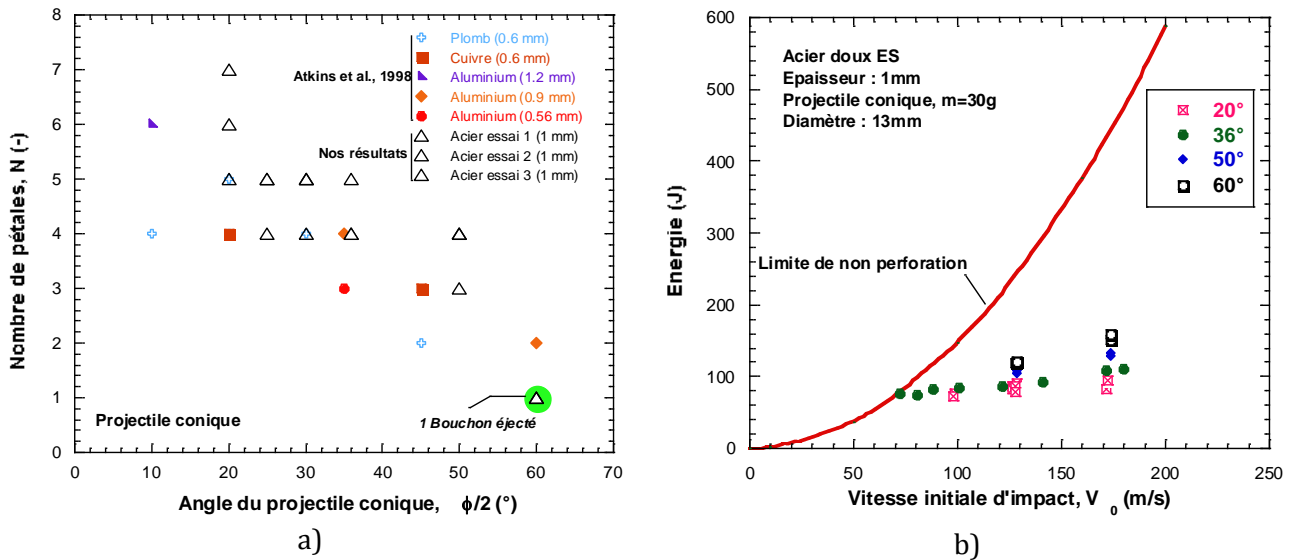 8
7
6
5
4
3
2
1
0
Nombre de pétales, N (-)
Atkins et al., 1998
Plomb (0.6 mm)
Cuivre (0.6 mm)
Aluminium (1.2 mm)
Aluminium (0.9 mm)
Aluminium (0.56 mm)
Nos résultats
Acier essai 1 (1 mm)
Acier essai 2 (1 mm)
Acier essai 3 (1 mm)
Projectile conique
1 Bouchon éjecté
0 10 20 30 40 50 60 70
Angle du projectile conique, ϕ/2 (°)
a)
600
500
400
300
200
100
0
Energie (J)
Acier doux ES
Epaisseur : 1mm
Projectile conique, m=30g
Diamètre : 13mm
20°
36°
50°
60°
Limite de non perforation
0 50 100 150 200 250
Vitesse initiale d'impact, V 0 (m/s)
b)